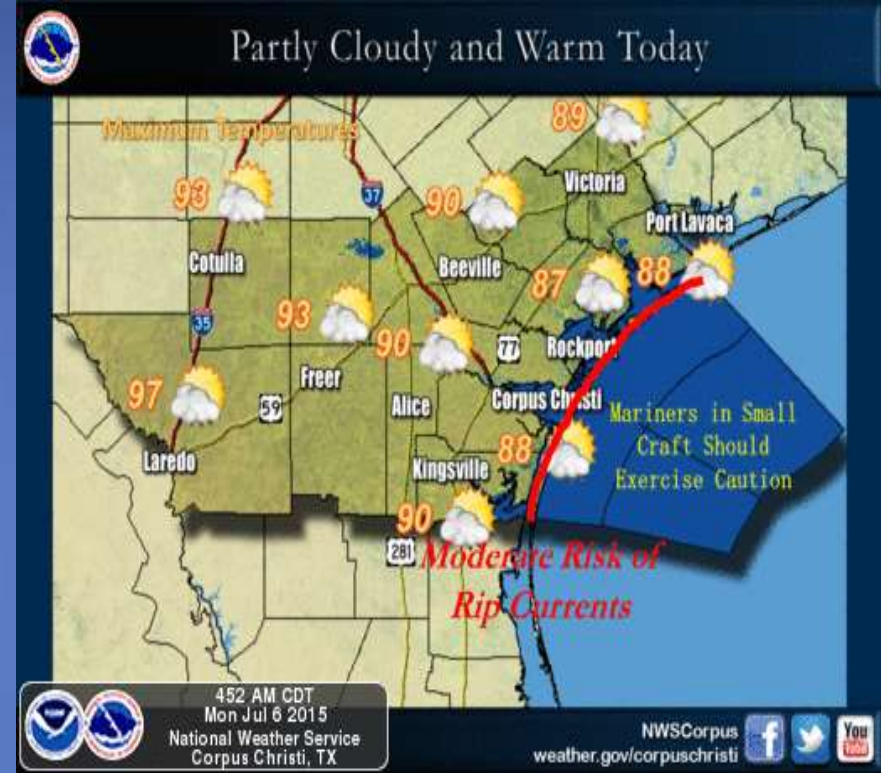 Partly Cloudy and Warm Today
Maximum Temperatures
89
Victoria
93
37
90
Port Lavaca
Cotulla
Beeville
87
88
93
35
90
77
Rockport
Freer
97
59
Alice
Corpus Christi
Mariners in Small
Craft Should
Exercise Caution
Laredo
Kingsville
88
90
281
Moderate Risk of
Rip Currents
452 AM CDT
Mon Jul 6 2015
National Weather Service
Corpus Christi, TX
NWSCorpus
weather.gov/corpuschristi
You